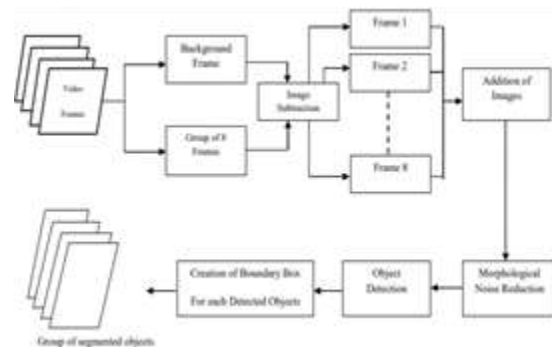 Video
Frames
Background
Frame
Group of 8
Frames
Image
Subtraction
Frame 1
Frame 2
Frame 8
Addition of
Images
Morphological
Noise Reduction
Object
Detection
Creation of Boundary Box
For each Detected Objects
Group of segmented objects